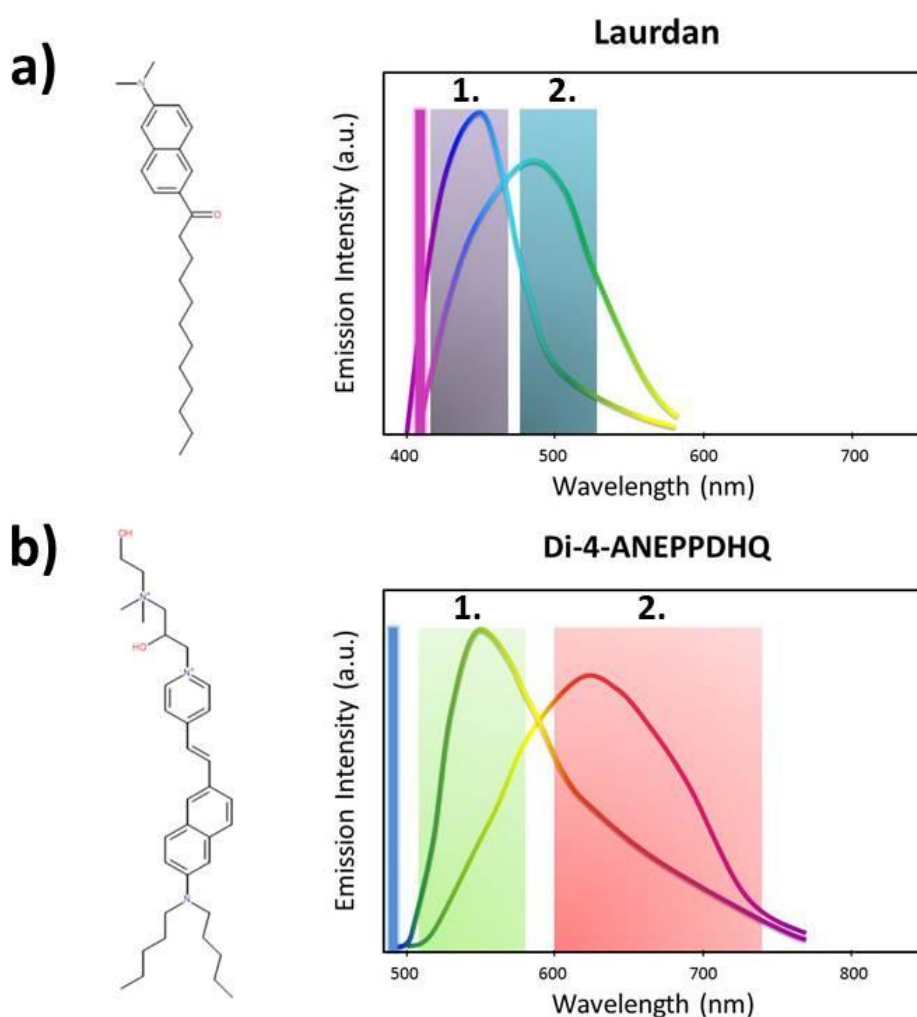 a)
Laurdan
N
O
1.
2.
Emission Intensity (a.u.)
400 500 600 700
Wavelength (nm)
b)
Di-4-ANEPPDHQ
OH
N+
HO
N+
N
1.
2.
Emission Intensity (a.u.)
500 600 700 800
Wavelength (nm)